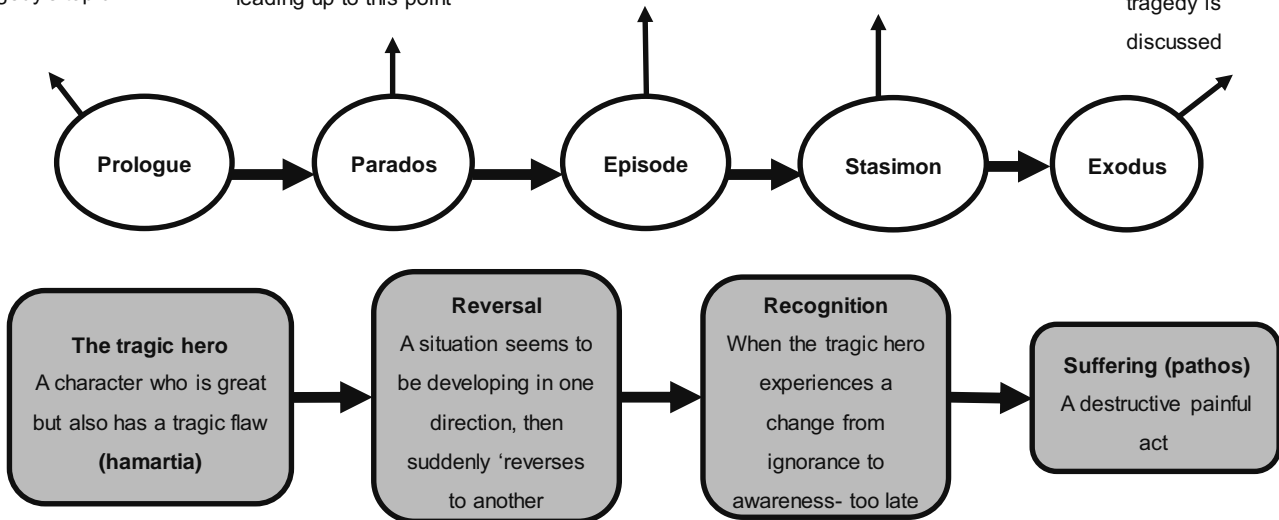 leading up to this point
tragedy is
discussed
Prologue
Parados
Episode
Stasimon
Exodus
The tragic hero
A character who is great
but also has a tragic flaw
(hamartia)
Reversal
A situation seems to
be developing in one
direction, then
suddenly ‘reverses
to another
Recognition
When the tragic hero
experiences a
change from
ignorance to
awareness- too late
Suffering (pathos)
A destructive painful
act